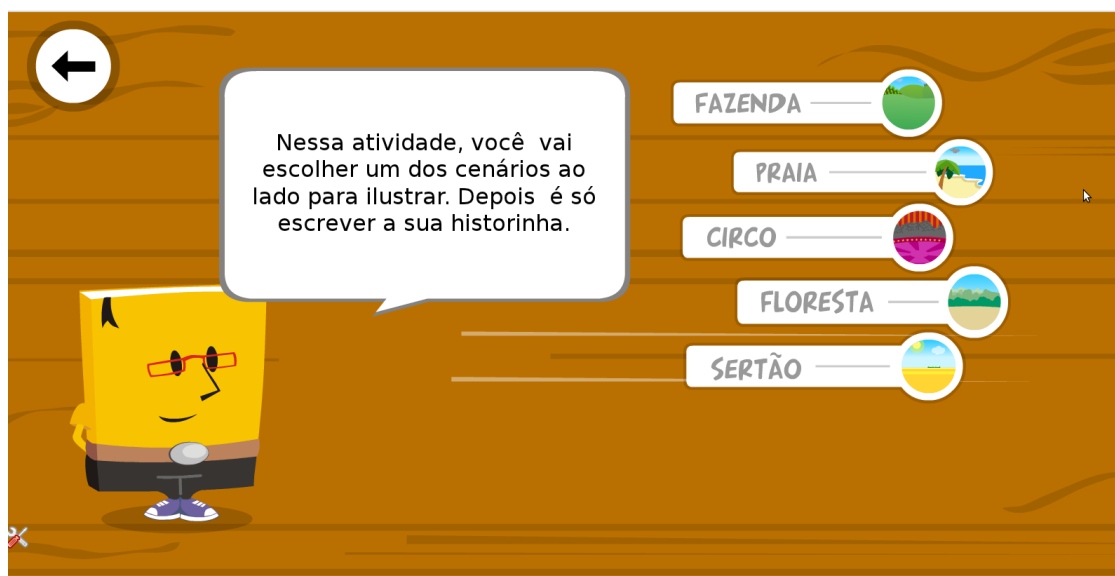 Nessa atividade, você vai
escolher um dos cenários ao
lado para ilustrar. Depois é só
escrever a sua historinha.
FAZENDA
PRAIA
CIRCO
FLORESTA
SERTÃO